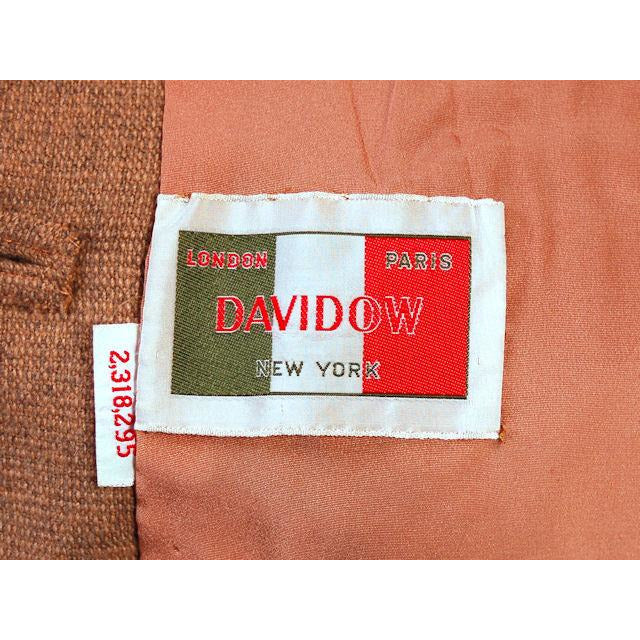 LONDON PARIS
DAVIDOW
NEW YORK
2,318,295